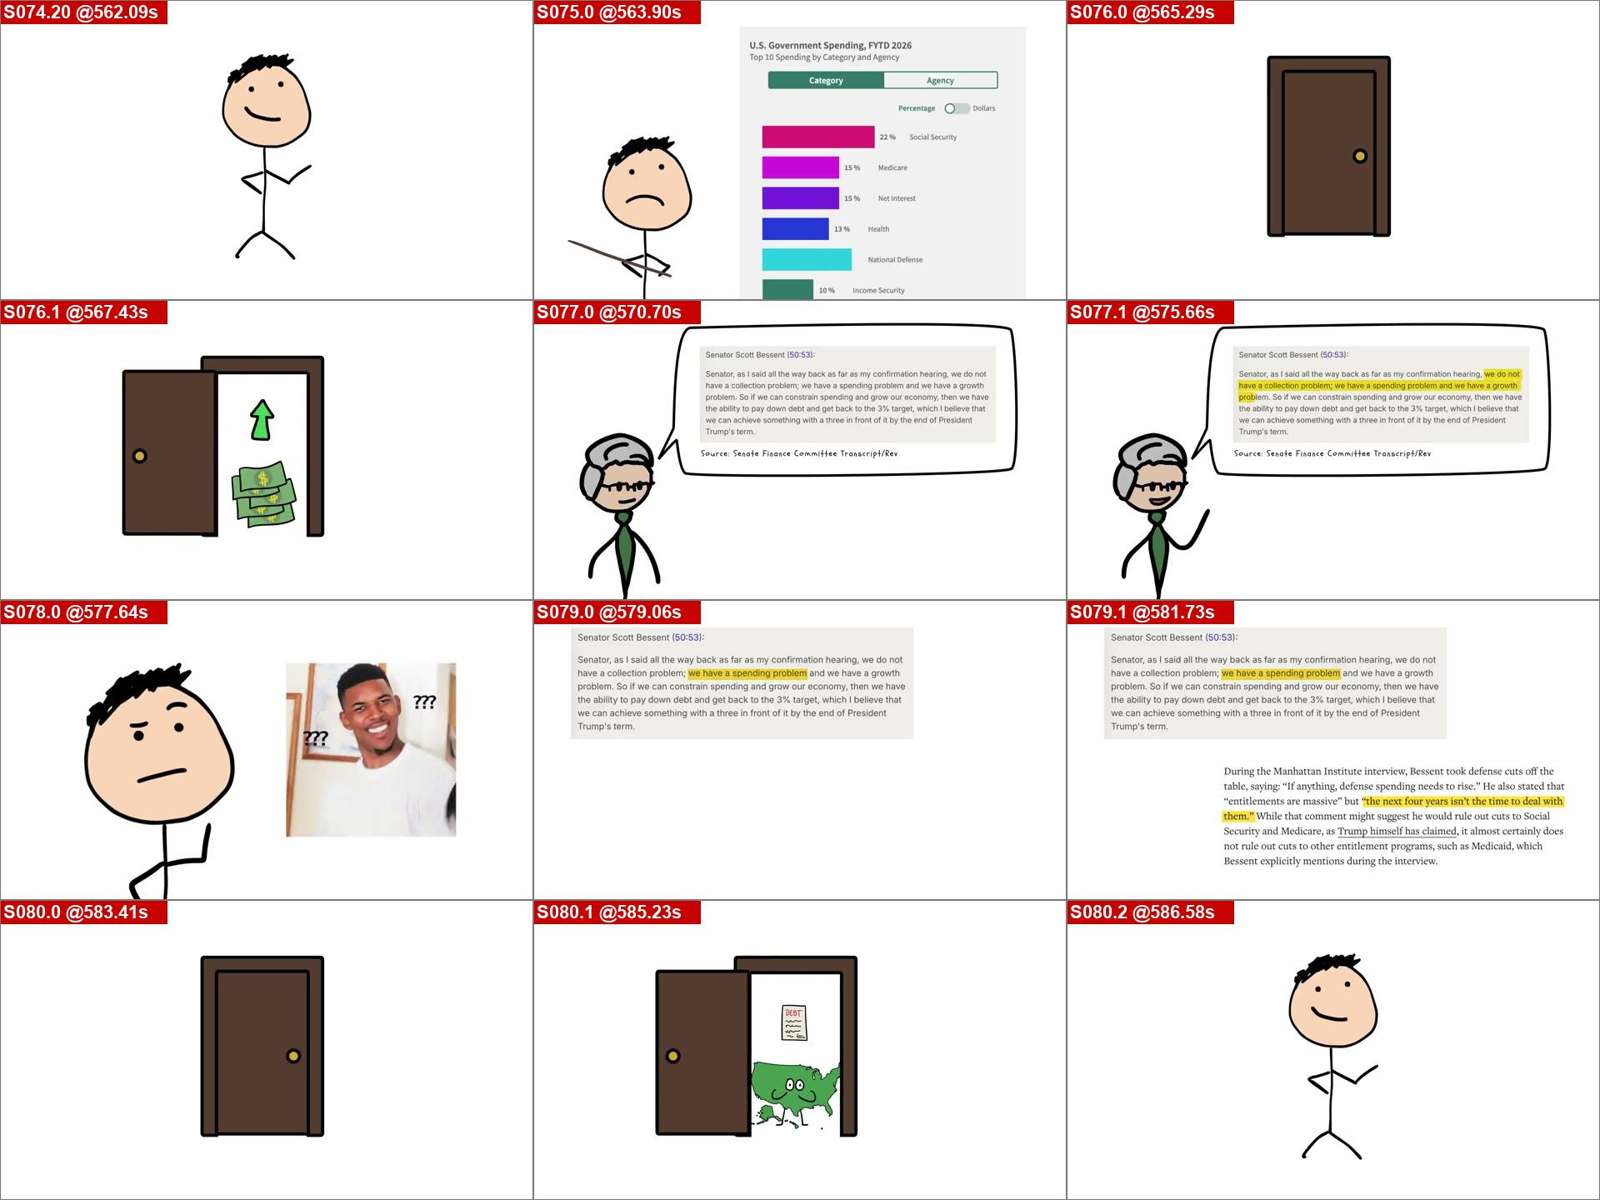 S074.20 @562.09s
S075.0 @563.90s
U.S. Government Spending, FYTD 2026
Top 10 Spending by Category and Agency
Category
Agency
Percentage
Dollars
22 %
Social Security
15 %
Medicare
15 %
Net Interest
13 %
Health
National Defense
10 %
Income Security
S076.0 @565.29s
S076.1 @567.43s
S077.0 @570.70s
Senator Scott Bessent (50:53):
Senator, as I said all the way back as far as my confirmation hearing, we do not
have a collection problem; we have a spending problem and we have a growth
problem. So if we can constrain spending and grow our economy, then we have
the ability to pay down debt and get back to the 3% target, which I believe that
we can achieve something with a three in front of it by the end of President
Trump's term.
Source: Senate Finance Committee Transcript/Rev
S077.1 @575.66s
Senator Scott Bessent (50:53):
Senator, as I said all the way back as far as my confirmation hearing, we do not
have a collection problem; we have a spending problem and we have a growth
problem. So if we can constrain spending and grow our economy, then we have
the ability to pay down debt and get back to the 3% target, which I believe that
we can achieve something with a three in front of it by the end of President
Trump's term.
Source: Senate Finance Committee Transcript/Rev
S078.0 @577.64s
???
???
S079.0 @579.06s
Senator Scott Bessent (50:53):
Senator, as I said all the way back as far as my confirmation hearing, we do not
have a collection problem; we have a spending problem and we have a growth
problem. So if we can constrain spending and grow our economy, then we have
the ability to pay down debt and get back to the 3% target, which I believe that
we can achieve something with a three in front of it by the end of President
Trump's term.
S079.1 @581.73s
Senator Scott Bessent (50:53):
Senator, as I said all the way back as far as my confirmation hearing, we do not
have a collection problem; we have a spending problem and we have a growth
problem. So if we can constrain spending and grow our economy, then we have
the ability to pay down debt and get back to the 3% target, which I believe that
we can achieve something with a three in front of it by the end of President
Trump's term.
During the Manhattan Institute interview, Bessent took defense cuts off the
table, saying: “If anything, defense spending needs to rise.” He also stated that
“entitlements are massive” but “the next four years isn’t the time to deal with
them.” While that comment might suggest he would rule out cuts to Social
Security and Medicare, as Trump himself has claimed, it almost certainly does
not rule out cuts to other entitlement programs, such as Medicaid, which
Bessent explicitly mentions during the interview.
S080.0 @583.41s
S080.1 @585.23s
DEBT
S080.2 @586.58s